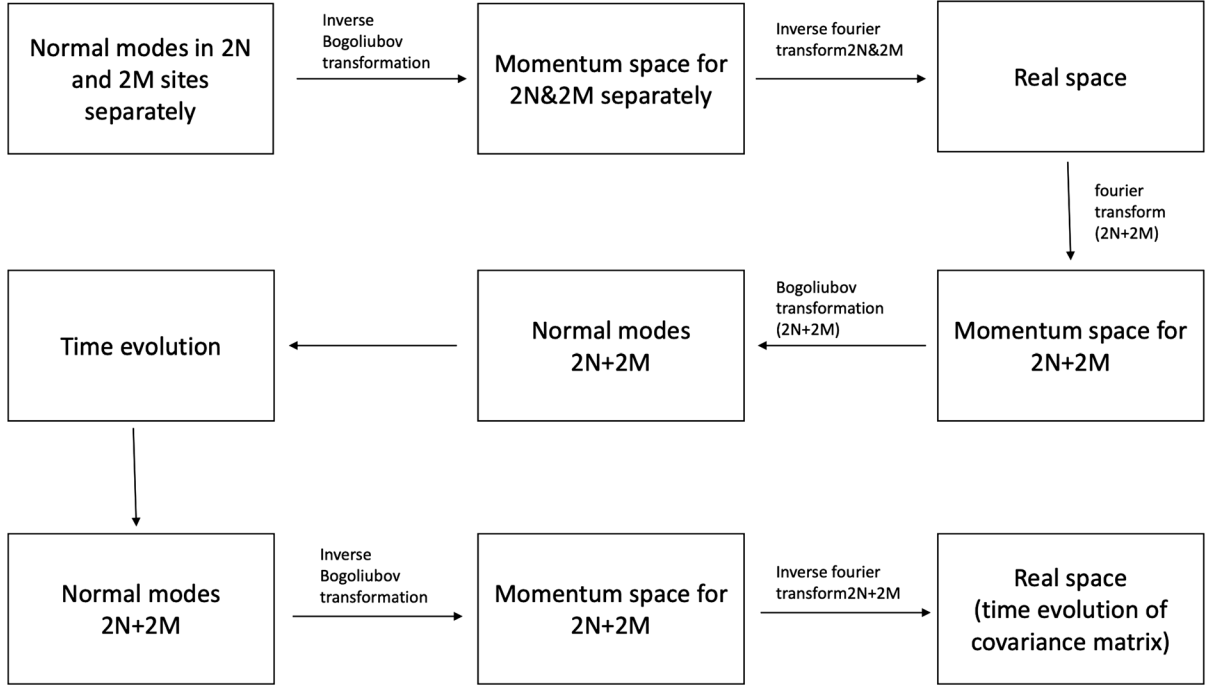 Normal modes in 2N
and 2M sites
separately
Inverse
Bogoliubov
transformation
Momentum space for
2N&2M separately
Inverse fourier
transform2N&2M
Real space
fourier
transform
(2N+2M)
Momentum space for
2N+2M
Bogoliubov
transformation
(2N+2M)
Normal modes
2N+2M
Time evolution
Normal modes
2N+2M
Inverse
Bogoliubov
transformation
Momentum space for
2N+2M
Inverse fourier
transform2N+2M
Real space
(time evolution of
covariance matrix)